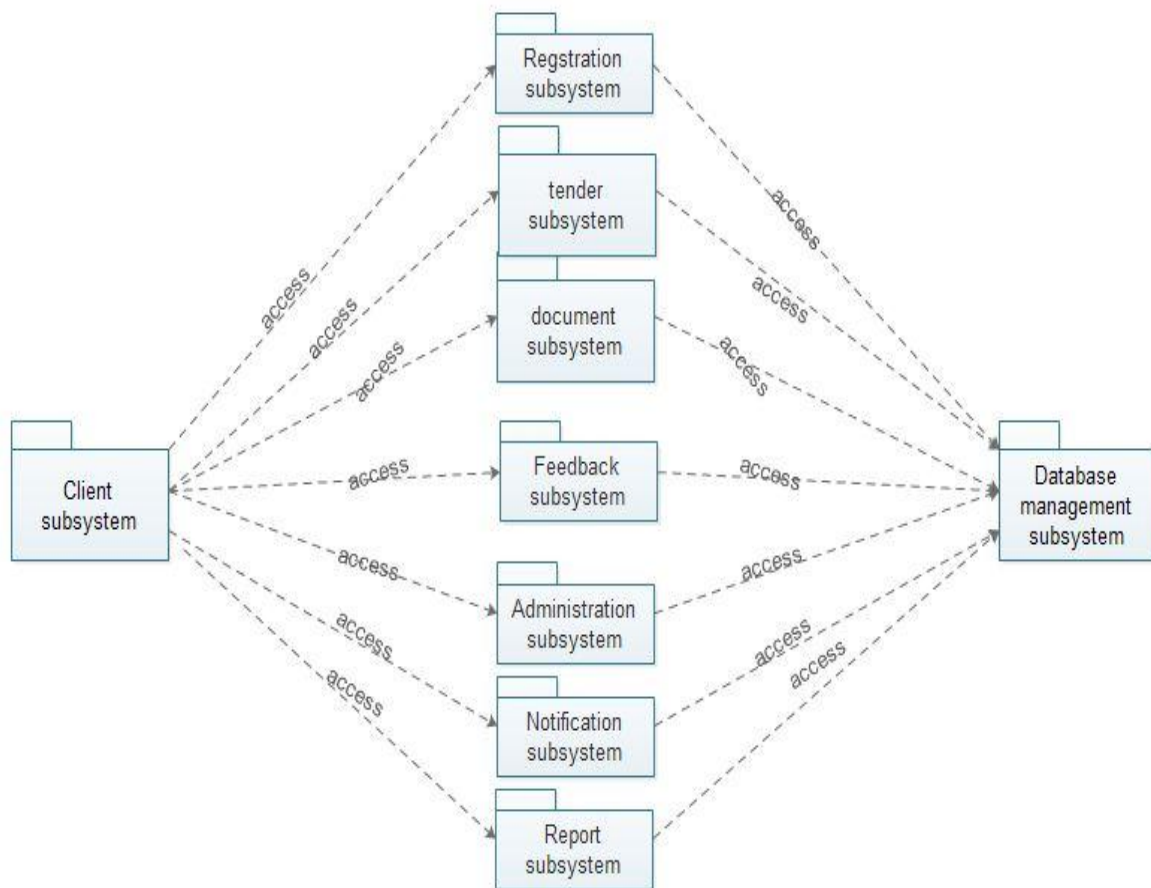 Regstration
subsystem
access
access
tender
subsystem
access
access
document
subsystem
access
access
Client
subsystem
access
Feedback
subsystem
access
Database
management
subsystem
access
Administration
subsystem
access
access
Notification
subsystem
access
access
Report
subsystem
access